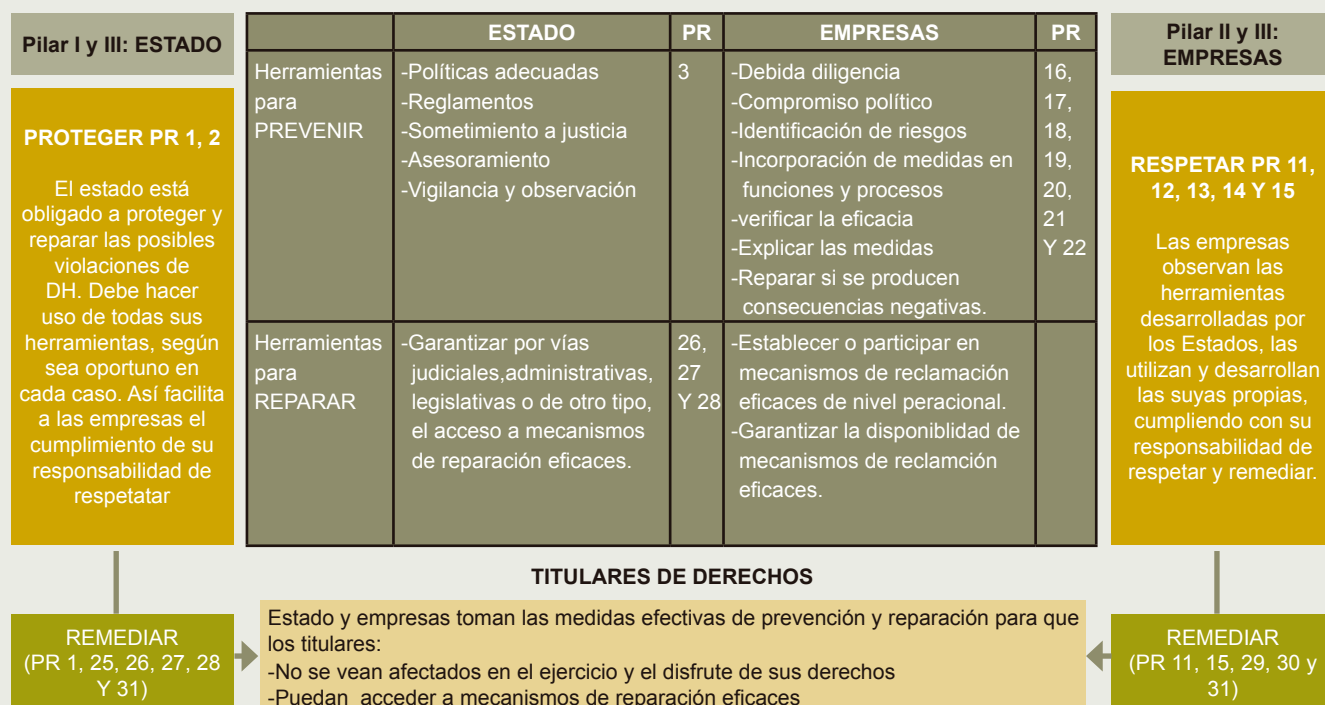 Pilar I y III: ESTADO
PROTEGER PR 1, 2
El estado está
obligado a proteger y
reparar las posibles
violaciones de
DH. Debe hacer
uso de todas sus
herramientas, según
sea oportuno en
cada caso. Así facilita
a las empresas el
cumplimiento de su
responsabilidad de
respetatar
REMEDIAR
(PR 1, 25, 26, 27, 28
Y 31)
ESTADO
PR
EMPRESAS
PR
Herramientas
para
PREVENIR
-Políticas adecuadas
-Reglamentos
-Sometimiento a justicia
-Asesoramiento
-Vigilancia y observación
3
-Debida diligencia
-Compromiso político
-Identificación de riesgos
-Incorporación de medidas en
funciones y procesos
-verificar la eficacia
-Explicar las medidas
-Reparar si se producen
consecuencias negativas.
16,
17,
18,
19,
20,
21
Y 22
Herramientas
para
REPARAR
-Garantizar por vías
judiciales,administrativas,
legislativas o de otro tipo,
el acceso a mecanismos
de reparación eficaces.
26,
27
Y 28
-Establecer o participar en
mecanismos de reclamación
eficaces de nivel peracional.
-Garantizar la disponiblidad de
mecanismos de reclamción
eficaces.
Pilar II y III:
EMPRESAS
RESPETAR PR 11,
12, 13, 14 Y 15
Las empresas
observan las
herramientas
desarrolladas por
los Estados, las
utilizan y desarrollan
las suyas propias,
cumpliendo con su
responsabilidad de
respetar y remediar.
REMEDIAR
(PR 11, 15, 29, 30 y
31)
TITULARES DE DERECHOS
Estado y empresas toman las medidas efectivas de prevención y reparación para que
los titulares:
-No se vean afectados en el ejercicio y el disfrute de sus derechos
-Puedan acceder a mecanismos de reparación eficaces